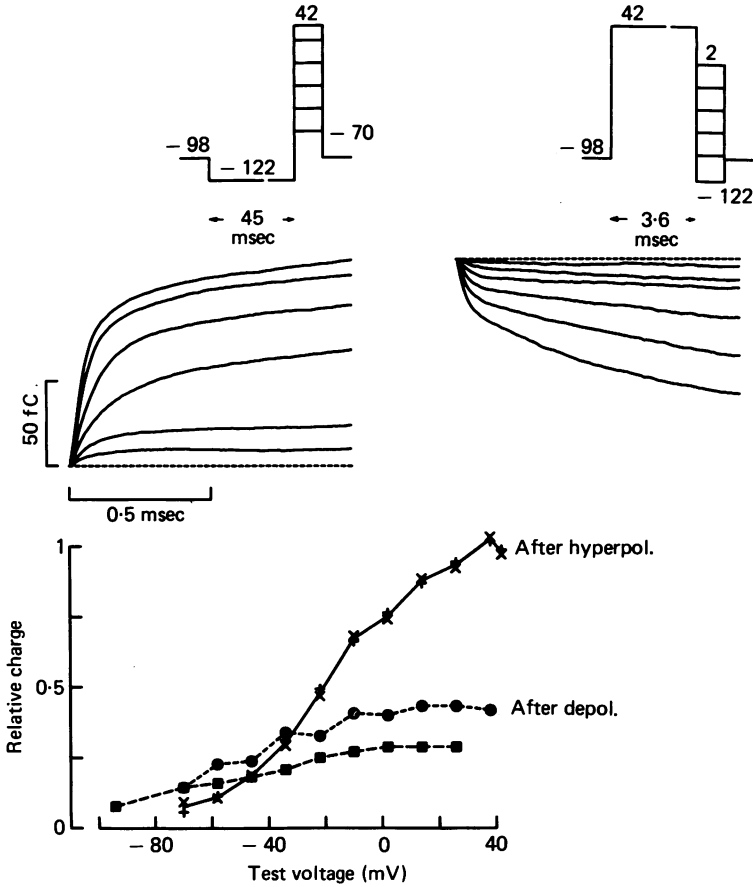 42
− 98
− 122
− 70
45
msec
42
2
− 98
− 122
3·6
msec
50 fC
0·5 msec
After hyperpol.
After depol.
1
0·5
0
Relative charge
− 80
− 40
0
40
Test voltage (mV)